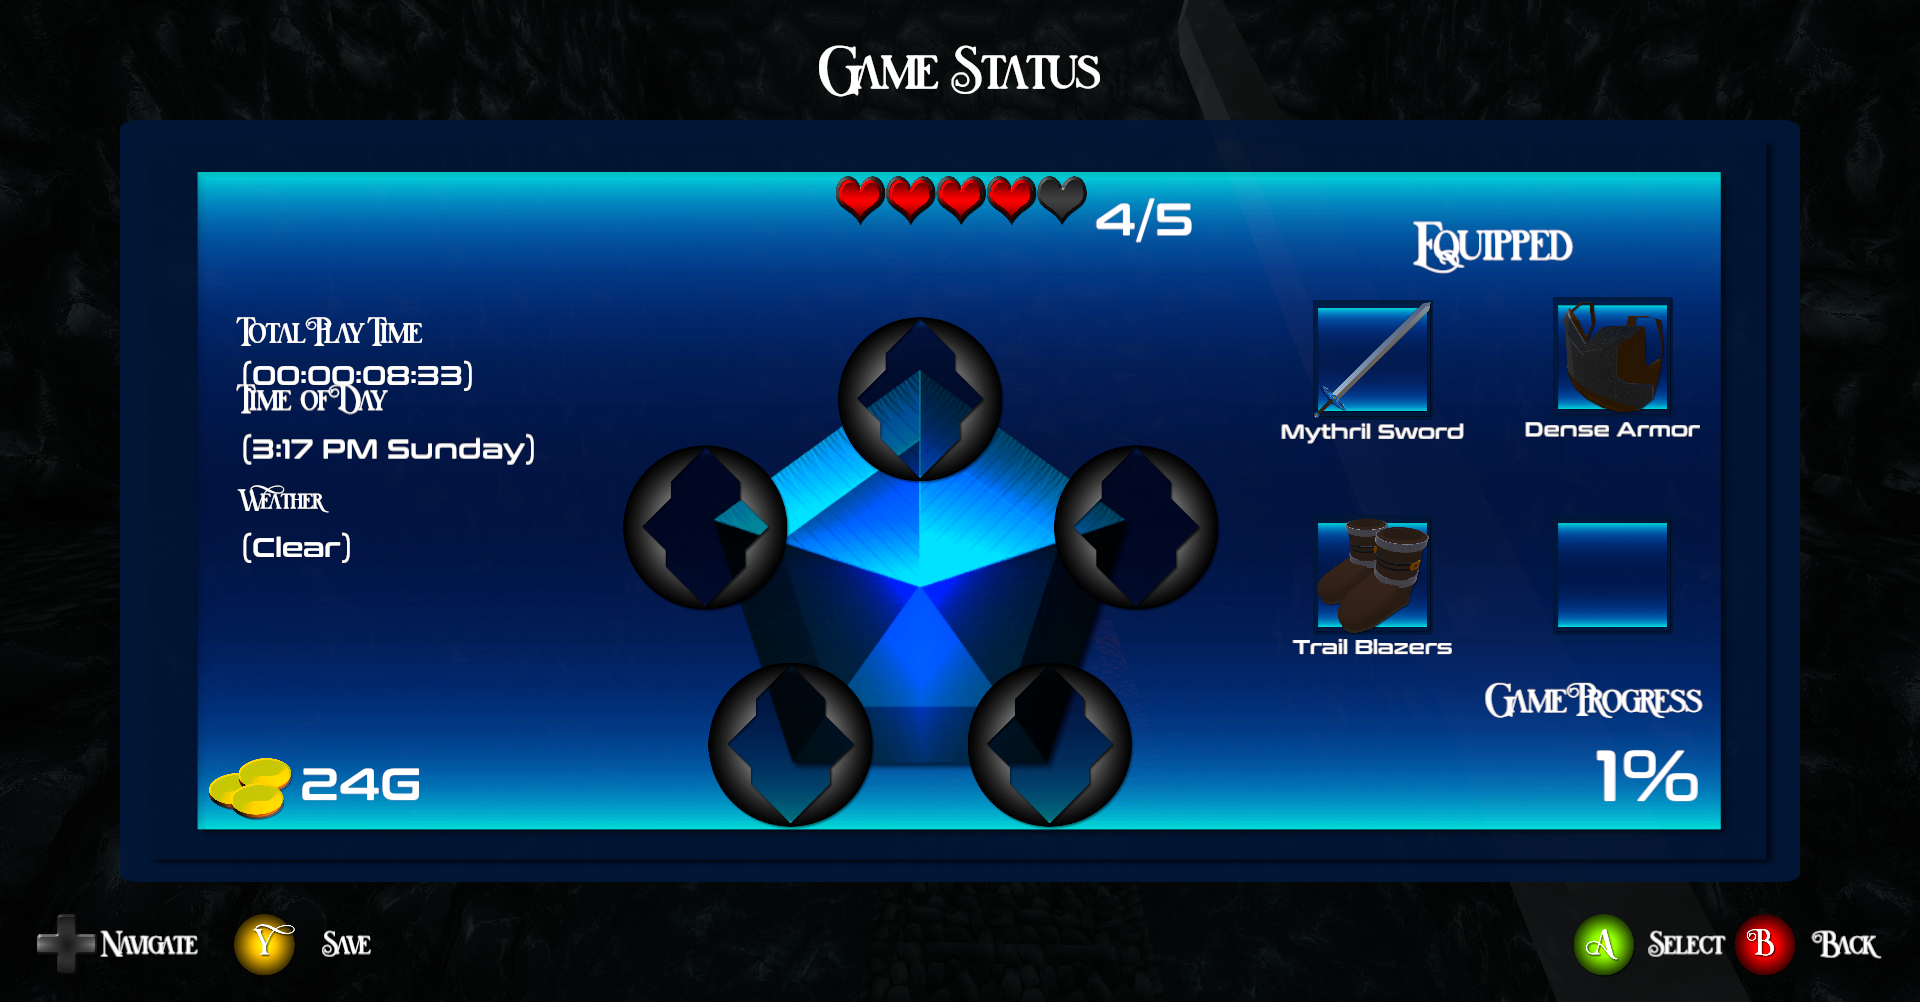 Game Status
4/5
Equipped
Total Play Time
(00:00:08:33)
Time of Day
(3:17 PM Sunday)
Weather
(Clear)
Mythril Sword
Dense Armor
Trail Blazers
Game Progress
1%
24G
Navigate
Y
Save
A
Select
B
Back